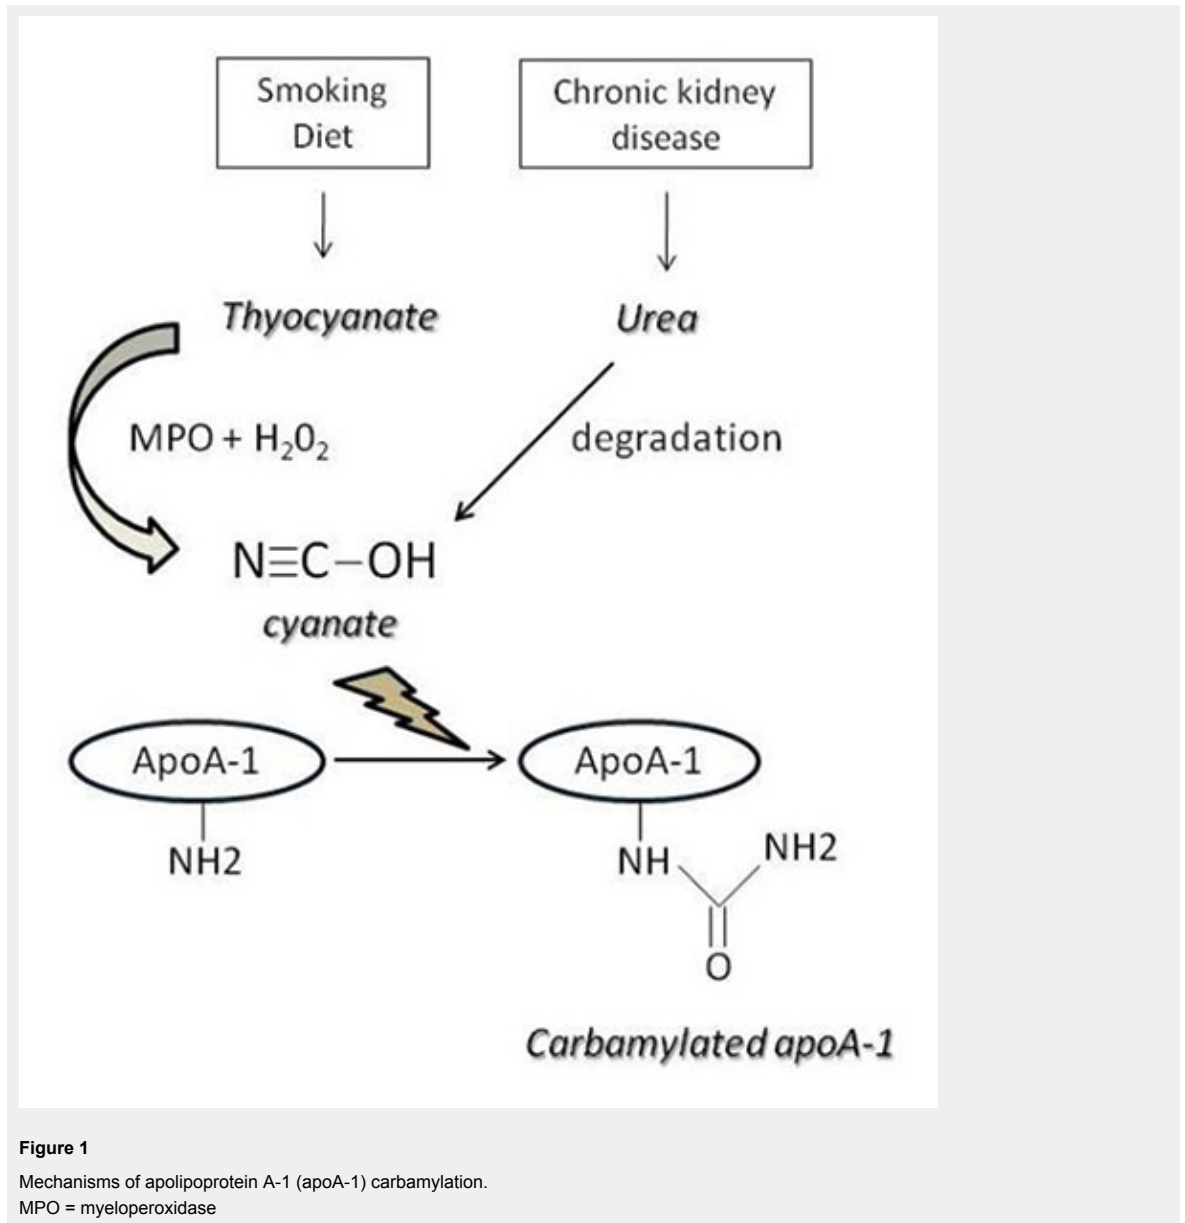 Smoking
Diet
Chronic kidney
disease
Thyocyanate
Urea
MPO + H₂0₂
degradation
N≡C–OH
cyanate
ApoA-1
ApoA-1
NH2
NH
NH2
O
Carbamylated apoA-1
Figure 1
Mechanisms of apolipoprotein A-1 (apoA-1) carbamylation.
MPO = myeloperoxidase